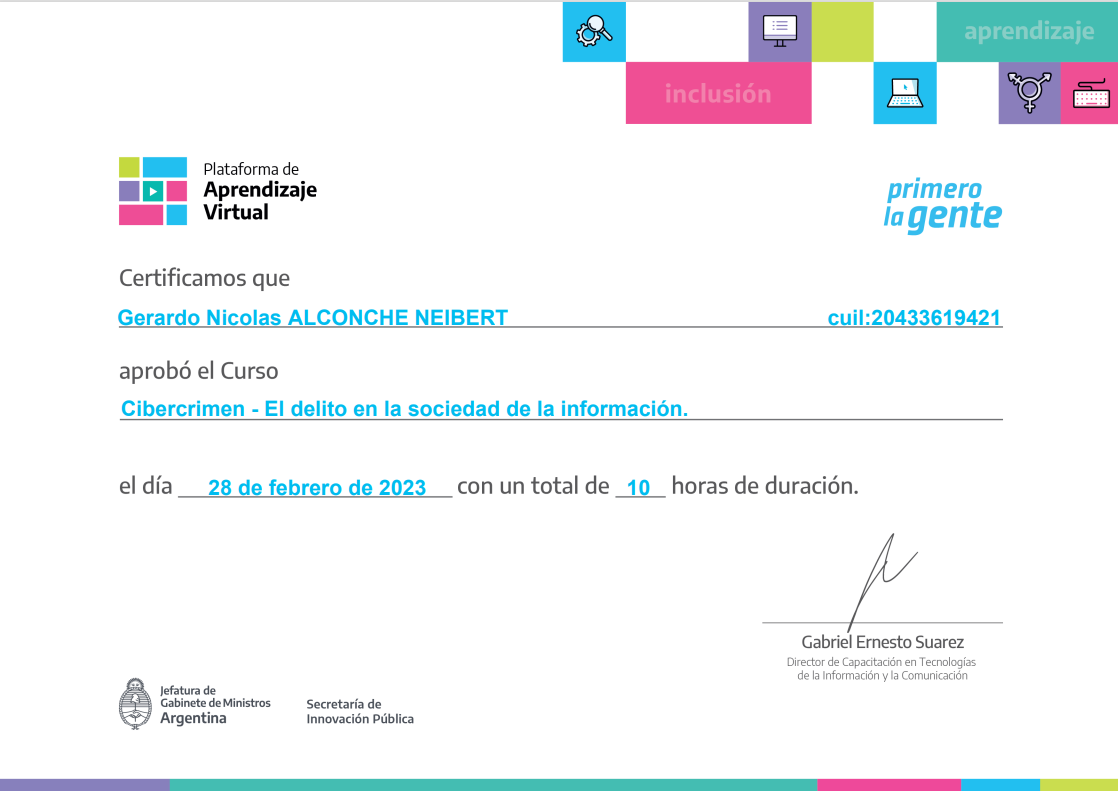 aprendizaje
inclusión
Plataforma de
Aprendizaje
Virtual
primero
la gente
Certificamos que
Gerardo Nicolas ALCONCHE NEIBERT cuil:20433619421
aprobó el Curso
Cibercrimen - El delito en la sociedad de la información.
el día 28 de febrero de 2023 con un total de 10 horas de duración.
Gabriel Ernesto Suarez
Director de Capacitación en Tecnologías
de la Información y la Comunicación
Jefatura de
Gabinete de Ministros
Argentina
Secretaría de
Innovación Pública